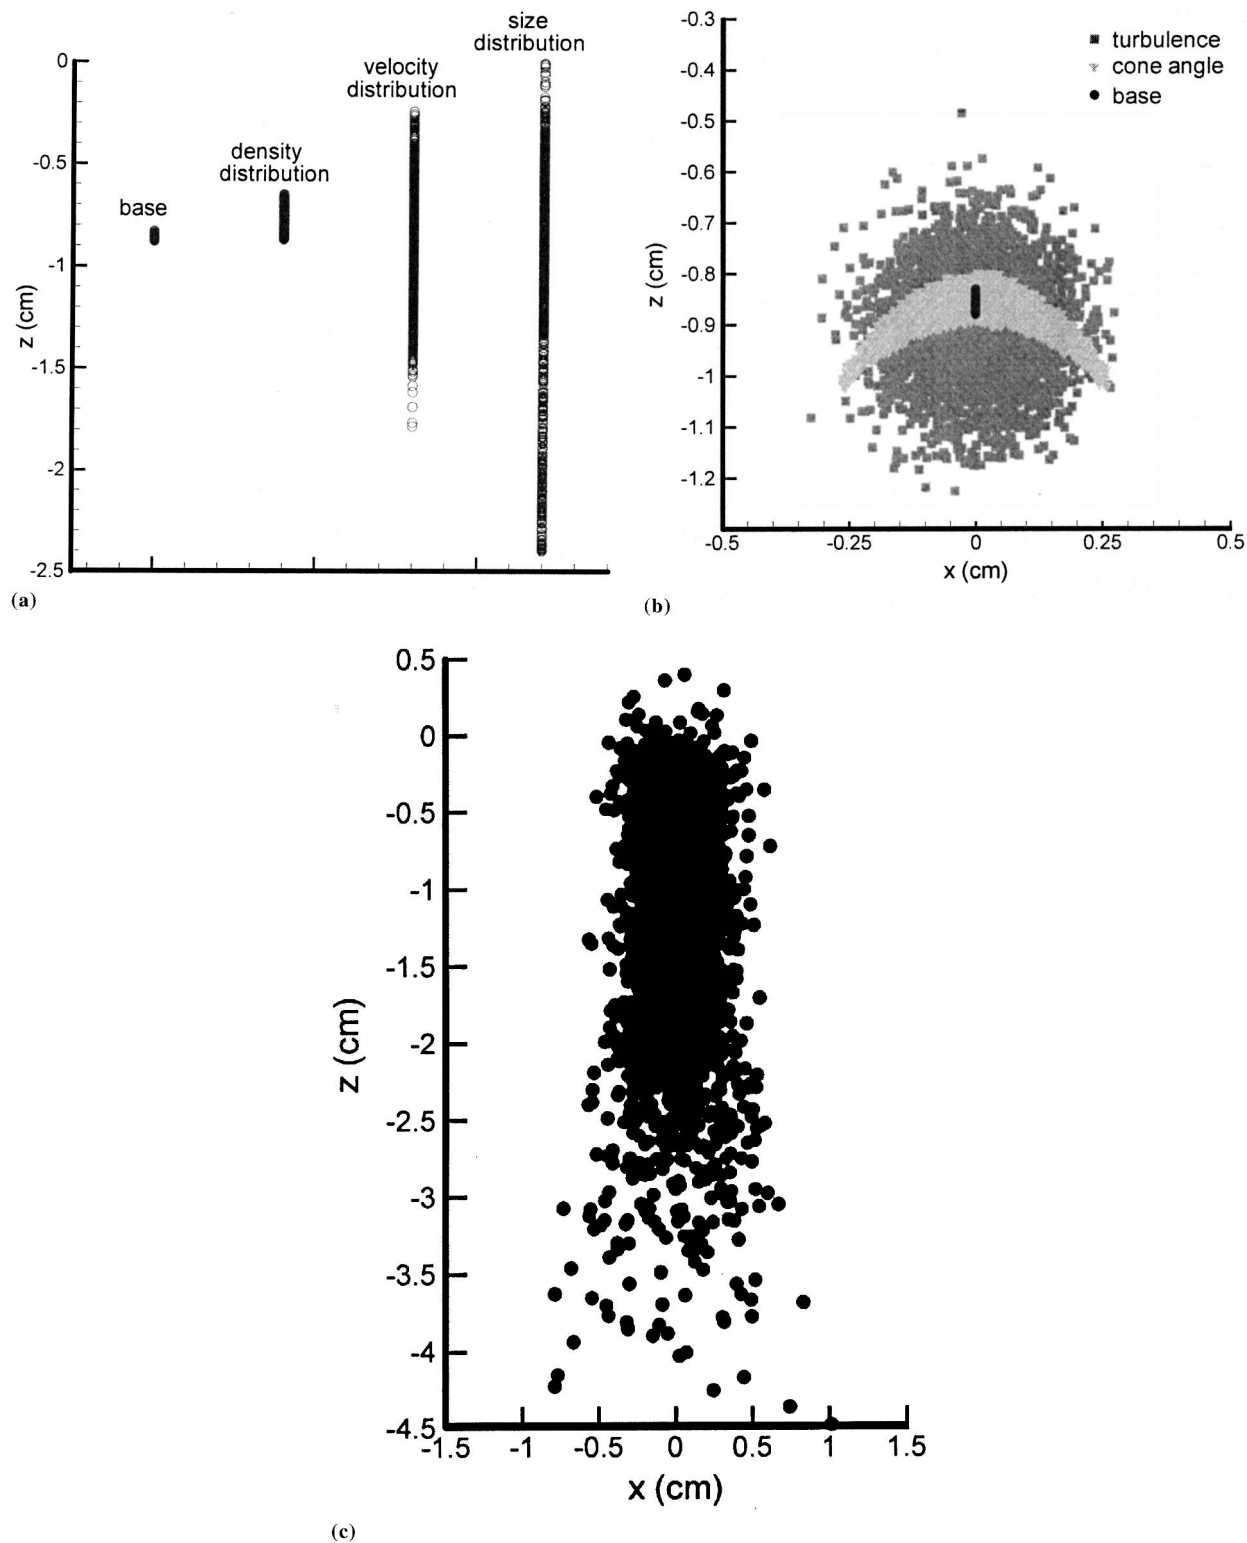 size
distribution
velocity
distribution
density
distribution
base
0
-0.5
-1
-1.5
-2
-2.5
z (cm)
(a)
-0.3
-0.4
-0.5
-0.6
-0.7
-0.8
-0.9
-1
-1.1
-1.2
z (cm)
turbulence
cone angle
base
-0.5
-0.25
0
0.25
0.5
x (cm)
(b)
0.5
0
-0.5
-1
-1.5
-2
-2.5
-3
-3.5
-4
-4.5
z (cm)
-1.5
-1
-0.5
0
0.5
1
1.5
x (cm)
(c)